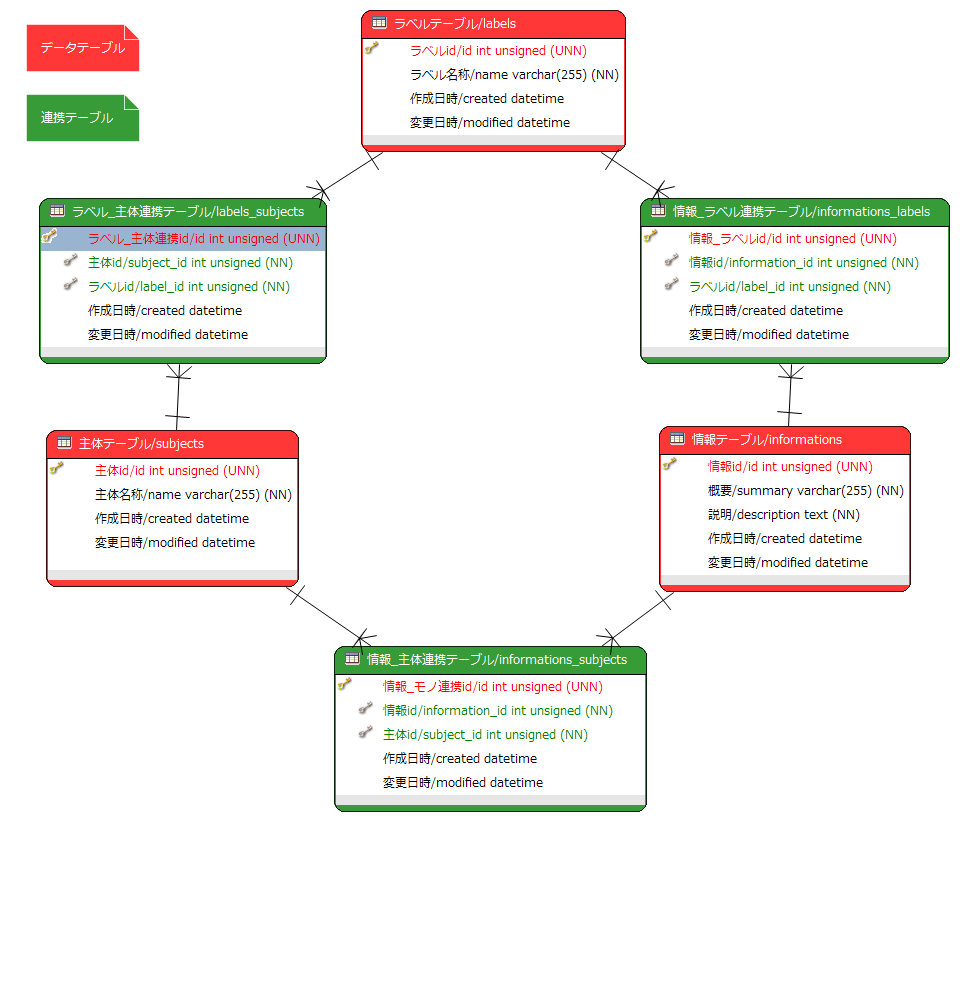 データテーブル
連携テーブル
ラベルテーブル/labels
ラベルid/id int unsigned (UNN)
ラベル名称/name varchar(255) (NN)
作成日時/created datetime
変更日時/modified datetime
ラベル_主体連携テーブル/labels_subjects
ラベル_主体連携id/id int unsigned (UNN)
主体id/subject_id int unsigned (NN)
ラベルid/label_id int unsigned (NN)
作成日時/created datetime
変更日時/modified datetime
情報_ラベル連携テーブル/informations_labels
情報_ラベルid/id int unsigned (UNN)
情報id/information_id int unsigned (NN)
ラベルid/label_id int unsigned (NN)
作成日時/created datetime
変更日時/modified datetime
主体テーブル/subjects
主体id/id int unsigned (UNN)
主体名称/name varchar(255) (NN)
作成日時/created datetime
変更日時/modified datetime
情報テーブル/informations
情報id/id int unsigned (UNN)
概要/summary varchar(255) (NN)
説明/description text (NN)
作成日時/created datetime
変更日時/modified datetime
情報_主体連携テーブル/informations_subjects
情報_モノ連携id/id int unsigned (UNN)
情報id/information_id int unsigned (NN)
主体id/subject_id int unsigned (NN)
作成日時/created datetime
変更日時/modified datetime